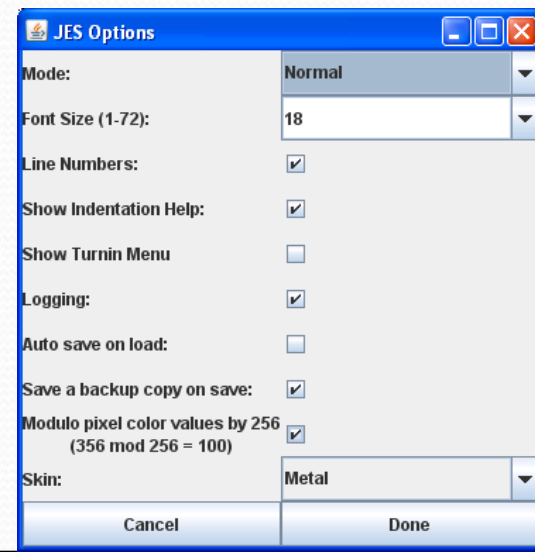 JES Options
Mode: Normal
Font Size (1-72): 18
Line Numbers:
Show Indentation Help:
Show Turnin Menu
Logging:
Auto save on load:
Save a backup copy on save:
Modulo pixel color values by 256
(356 mod 256 = 100)
Skin: Metal
Cancel Done